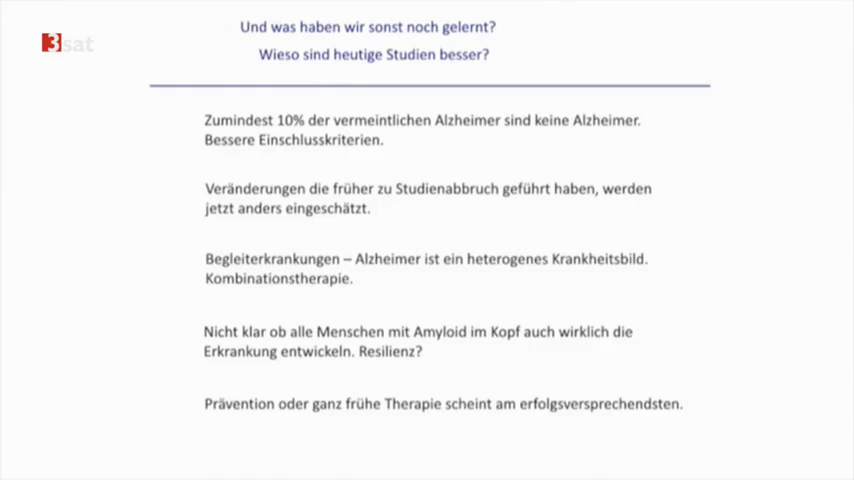 Und was haben wir sonst noch gelernt?
3sat
Wieso sind heutige Studien besser?
Zumindest 10% der vermeintlichen Alzheimer sind keine Alzheimer.
Bessere Einschlusskriterien.
Veränderungen die früher zu Studienabbruch geführt haben, werden
jetzt anders eingeschätzt.
Begleiterkrankungen – Alzheimer ist ein heterogenes Krankheitsbild.
Kombinationstherapie.
Nicht klar ob alle Menschen mit Amyloid im Kopf auch wirklich die
Erkrankung entwickeln. Resilienz?
Prävention oder ganz frühe Therapie scheint am erfolgsversprechendsten.